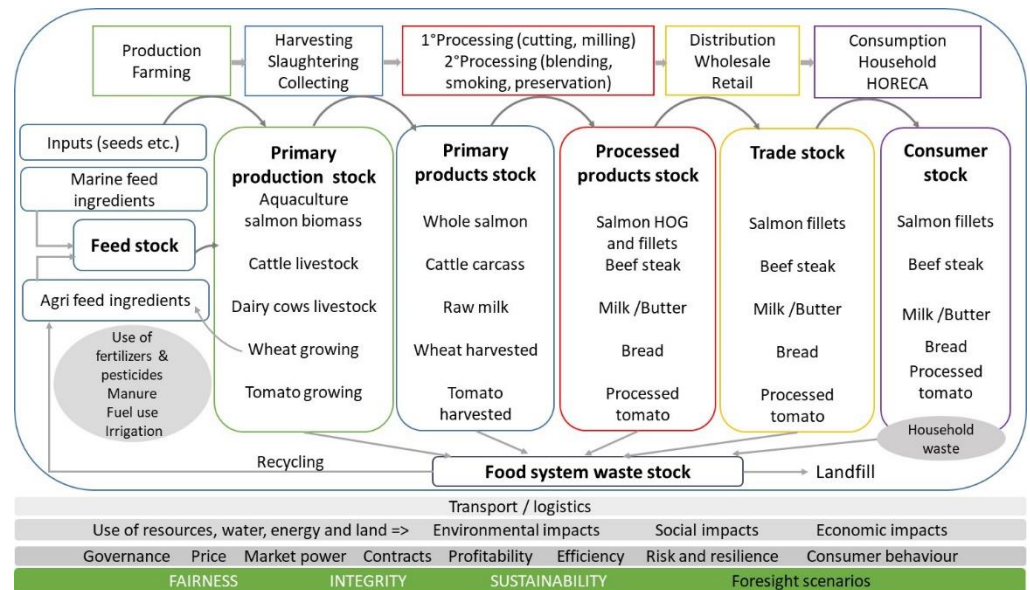 Production
Farming
Harvesting
Slaughtering
Collecting
1°Processing (cutting, milling)
2°Processing (blending,
smoking, preservation)
Distribution
Wholesale
Retail
Consumption
Household
HORECA
Inputs (seeds etc.)
Marine feed
ingredients
Feed stock
Agri feed ingredients
Use of
fertilizers &
pesticides
Manure
Fuel use
Irrigation
Primary
production stock
Aquaculture
salmon biomass
Cattle livestock
Dairy cows livestock
Wheat growing
Tomato growing
Primary
products stock
Whole salmon
Cattle carcass
Raw milk
Wheat harvested
Tomato
harvested
Processed
products stock
Salmon HOG
and fillets
Beef steak
Milk /Butter
Bread
Processed
tomato
Trade stock
Salmon fillets
Beef steak
Milk /Butter
Bread
Processed
tomato
Consumer
stock
Salmon fillets
Beef steak
Milk /Butter
Bread
Processed
tomato
Household
waste
Recycling
Food system waste stock
Landfill
Transport / logistics
Use of resources, water, energy and land => Environmental impacts Social impacts Economic impacts
Governance Price Market power Contracts Profitability Efficiency Risk and resilience Consumer behaviour
FAIRNESS INTEGRITY SUSTAINABILITY Foresight scenarios